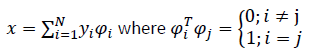 x = ∑_{i=1}^{N} y_i φ_i where φ_i^T φ_j = {0; i ≠ j
1; i = j